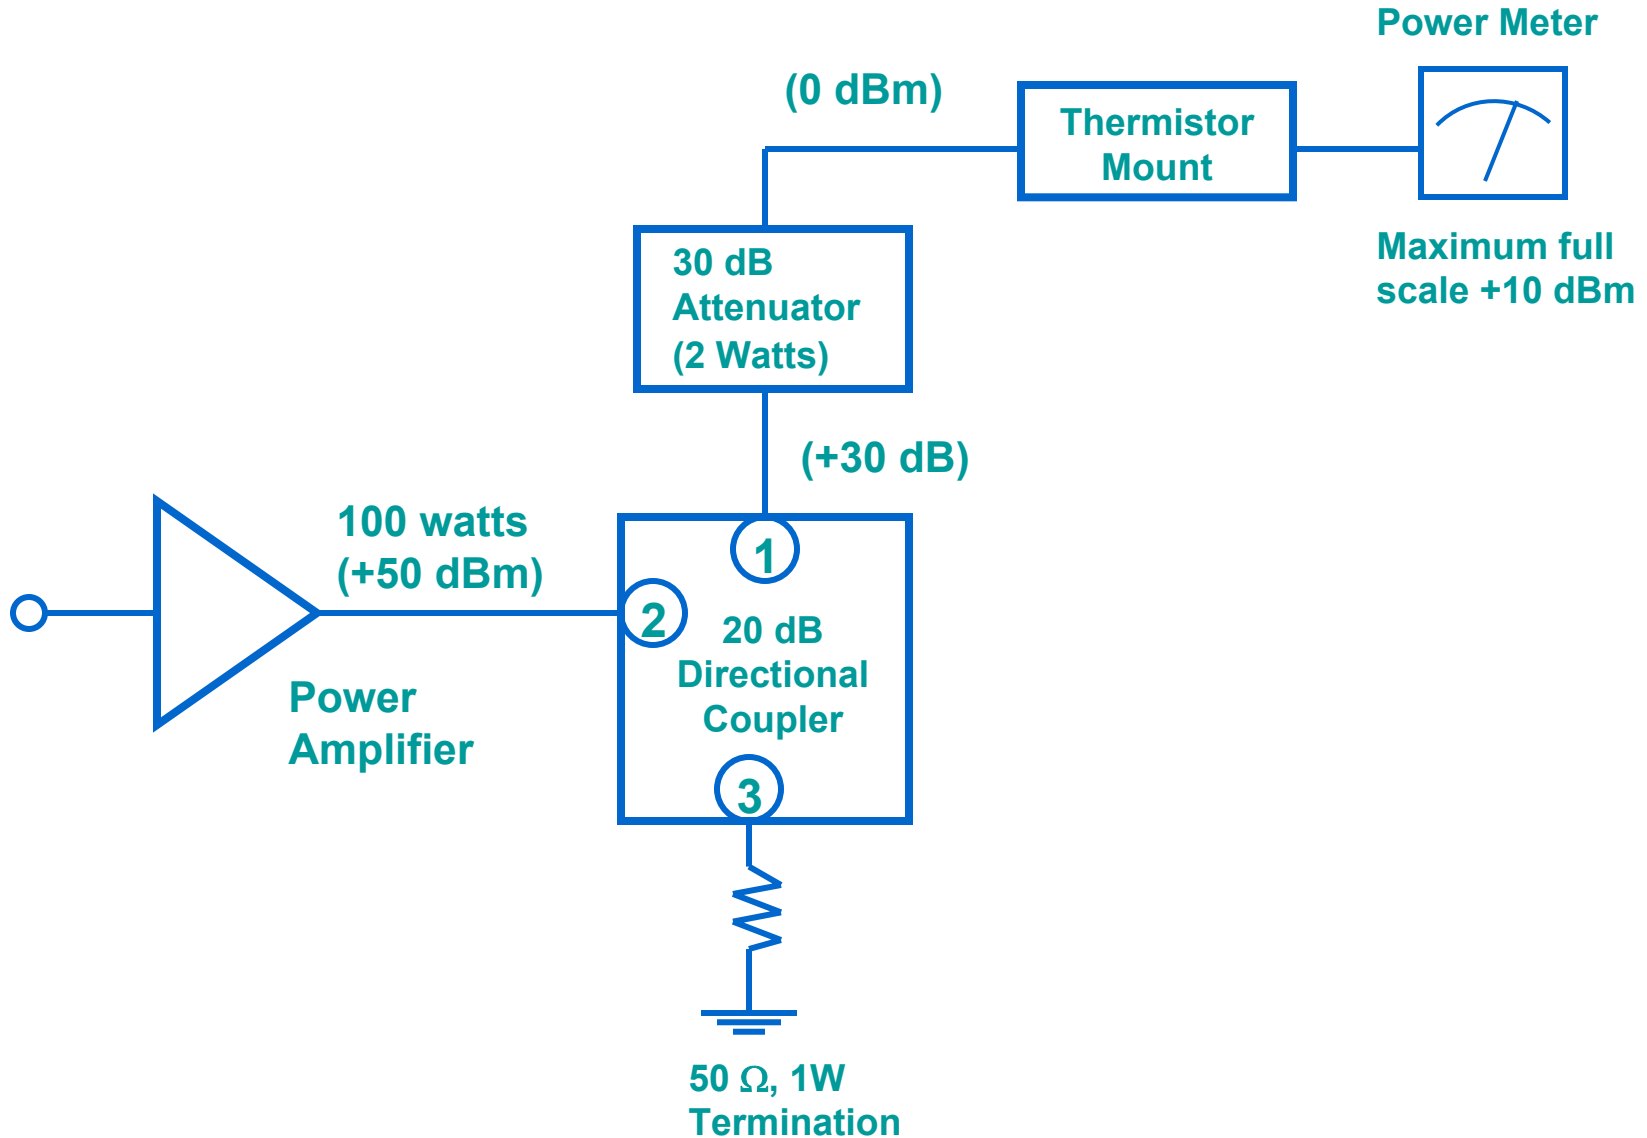 Power Meter
(0 dBm)
Thermistor
Mount
Maximum full
scale +10 dBm
30 dB
Attenuator
(2 Watts)
(+30 dB)
100 watts
(+50 dBm)
1
2
20 dB
Directional
Coupler
Power
Amplifier
3
50 Ω, 1W
Termination